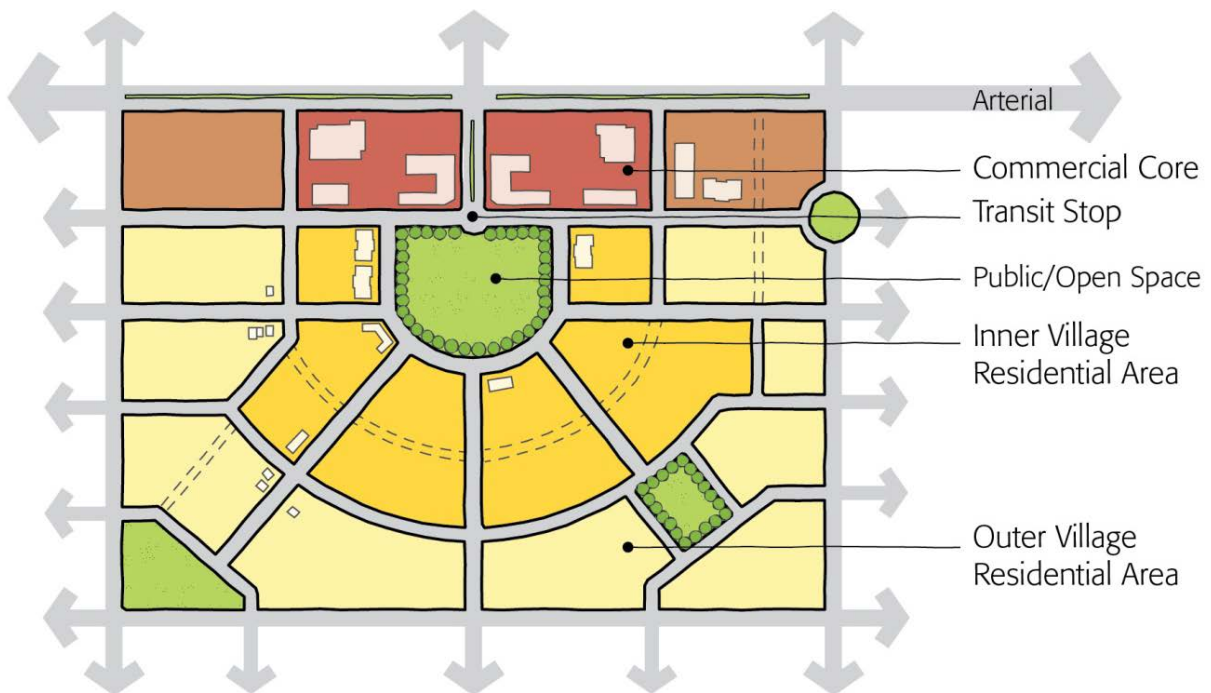 Arterial
Commercial Core
Transit Stop
Public/Open Space
Inner Village
Residential Area
Outer Village
Residential Area